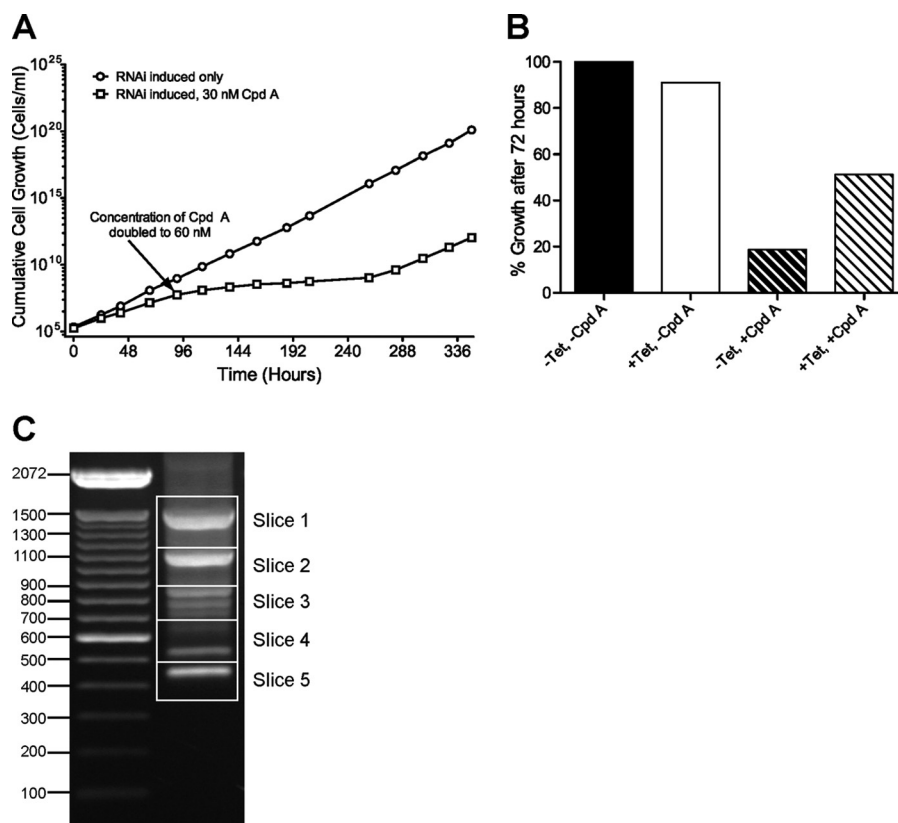 A
Cumulative Cell Growth (Cells/ml)
10^25
10^20
10^15
10^10
10^5
RNAi induced only
RNAi induced, 30 nM Cpd A
Concentration of Cpd A
doubled to 60 nM
0 48 96 144 192 240 288 336
Time (Hours)
B
% Growth after 72 hours
100
80
60
40
20
0
-Tet, -Cpd A
+Tet, -Cpd A
-Tet, +Cpd A
+Tet, +Cpd A
C
2072
1500
1300
1100
900
800
700
600
500
400
300
200
100
Slice 1
Slice 2
Slice 3
Slice 4
Slice 5